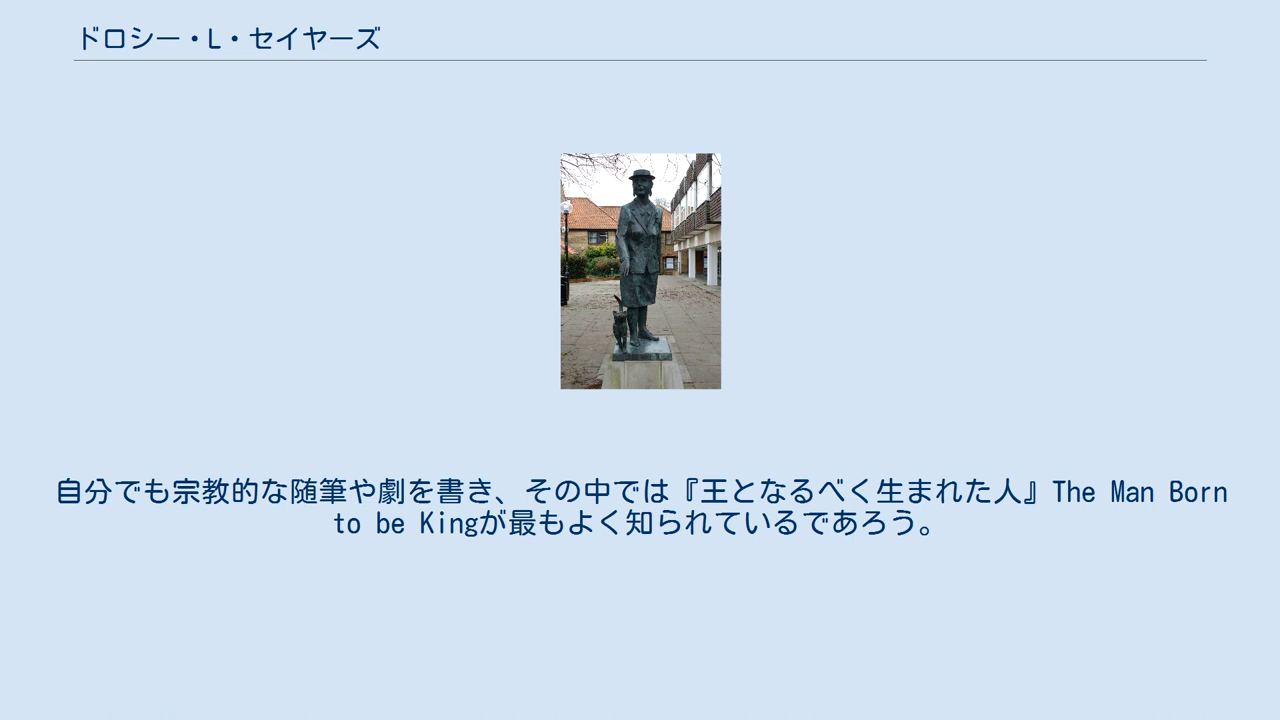 ドロシー・L・セイヤーズ
自分でも宗教的な随筆や劇を書き、その中では『王となるべく生まれた人』The Man Born
to be Kingが最もよく知られているであろう。